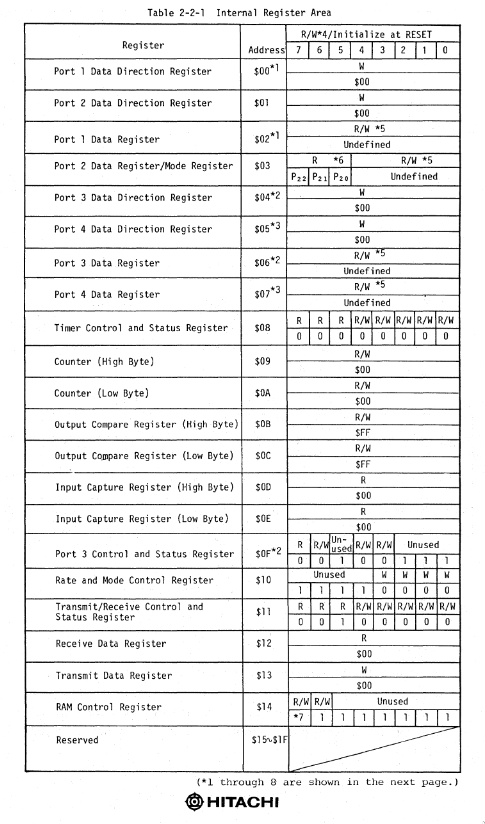 Table 2-2-1 Internal Register Area
Register Address R/W*4/Initialize at RESET
7 6 5 4 3 2 1 0
Port 1 Data Direction Register $00*1 W
$00
Port 2 Data Direction Register $01 W
$00
Port 1 Data Register $02*1 R/W *5
Undefined
Port 2 Data Register/Mode Register $03 R *6 R/W *5
P22 P21 P20 Undefined
Port 3 Data Direction Register $04*2 W
$00
Port 4 Data Direction Register $05*3 W
$00
Port 3 Data Register $06*2 R/W *5
Undefined
Port 4 Data Register $07*3 R/W *5
Undefined
Timer Control and Status Register $08 R R R R/W R/W R/W R/W R/W
0 0 0 0 0 0 0 0
Counter (High Byte) $09 R/W
$00
Counter (Low Byte) $0A R/W
$00
Output Compare Register (High Byte) $0B R/W
$FF
Output Compare Register (Low Byte) $0C R/W
$FF
Input Capture Register (High Byte) $0D R
$00
Input Capture Register (Low Byte) $0E R
$00
Port 3 Control and Status Register $0F*2 R R/W Un-used R/W R/W Unused
0 0 1 0 0 1 1 1
Rate and Mode Control Register $10 Unused W W W W
1 1 1 1 0 0 0 0
Transmit/Receive Control and Status Register $11 R R R R/W R/W R/W R/W R/W
0 0 1 0 0 0 0 0
Receive Data Register $12 R
$00
Transmit Data Register $13 W
$00
RAM Control Register $14 R/W R/W Unused
*7 1 1 1 1 1 1 1
Reserved $15~$1F
(*1 through 8 are shown in the next page.)
HITACHI